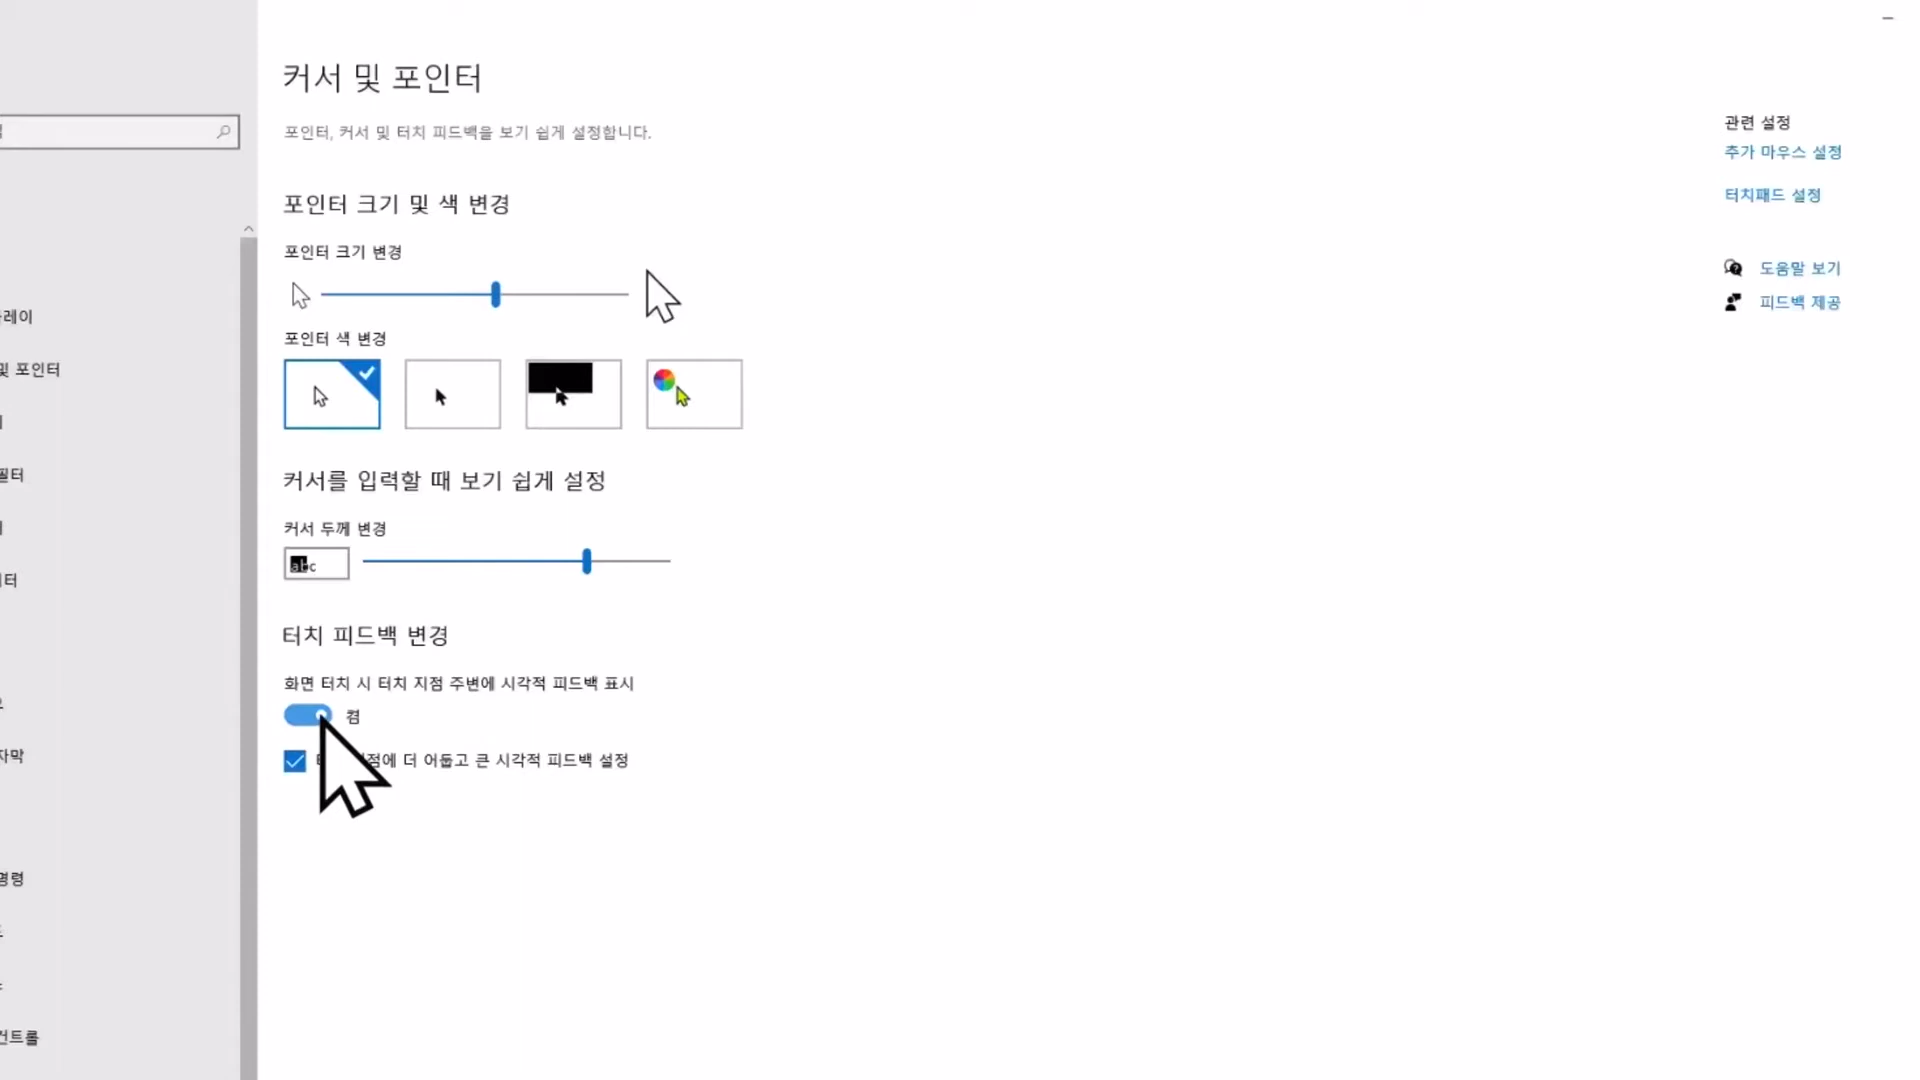 커서 및 포인터
포인터, 커서 및 터치 피드백을 보기 쉽게 설정합니다.
포인터 크기 및 색 변경
포인터 크기 변경
포인터 색 변경
커서를 입력할 때 보기 쉽게 설정
커서 두께 변경
abc
터치 피드백 변경
화면 터치 시 터치 지점 주변에 시각적 피드백 표시
켬
더 어둡고 큰 시각적 피드백 설정
관련 설정
추가 마우스 설정
터치패드 설정
도움말 보기
피드백 제공
및 포인터
필터
자막
명령
컨트롤